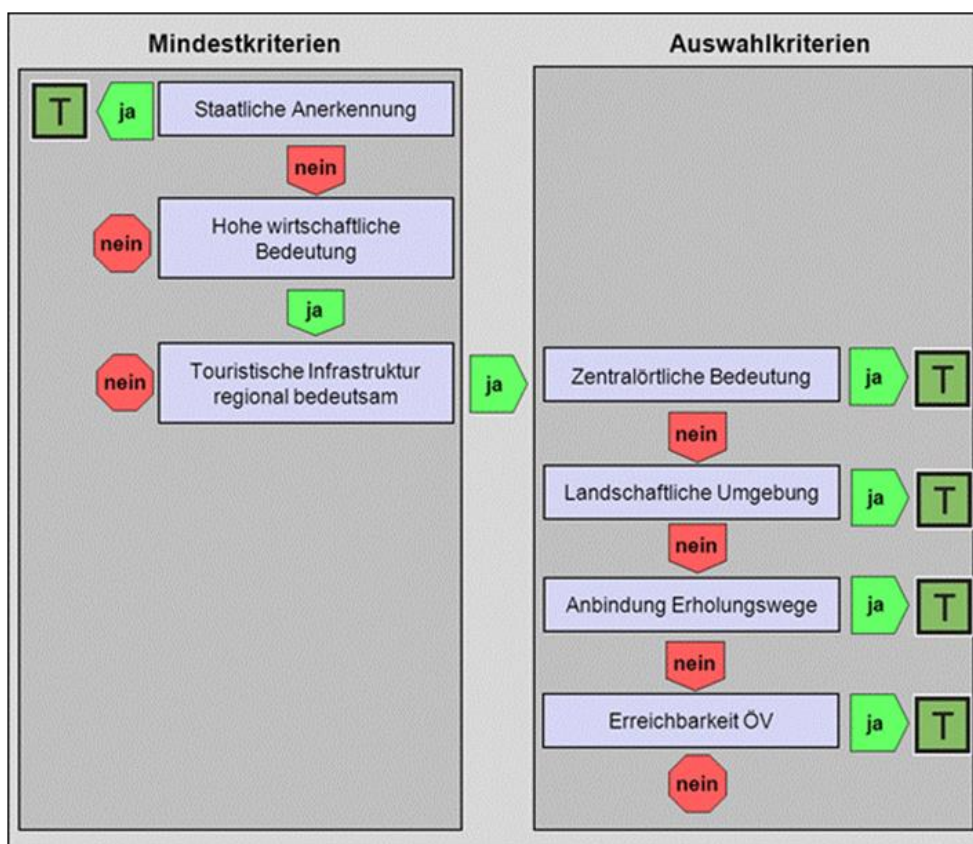 Mindestkriterien
T
ja
Staatliche Anerkennung
nein
nein
Hohe wirtschaftliche
Bedeutung
ja
nein
Touristische Infrastruktur
regional bedeutsam
ja
Auswahlkriterien
Zentralörtliche Bedeutung
ja
T
nein
Landschaftliche Umgebung
ja
T
nein
Anbindung Erholungswege
ja
T
nein
Erreichbarkeit ÖV
ja
T
nein